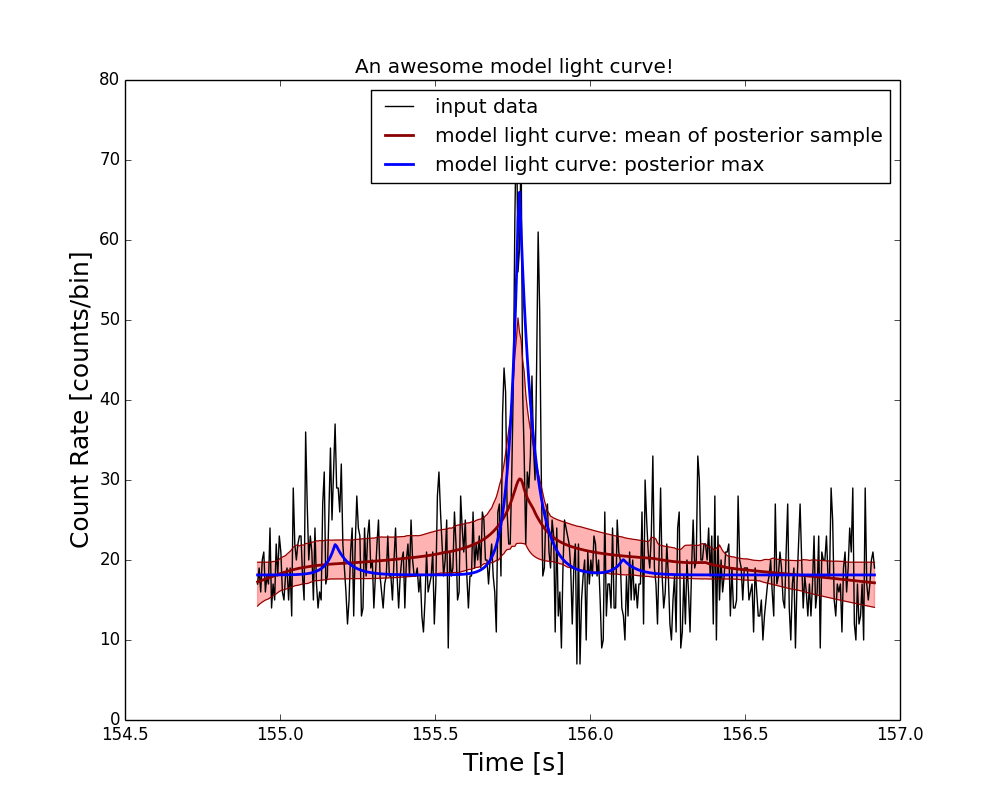 An awesome model light curve!
80
input data
model light curve: mean of posterior sample
model light curve: posterior max
70
60
50
40
30
20
10
0
Count Rate [counts/bin]
154.5 155.0 155.5 156.0 156.5 157.0
Time [s]